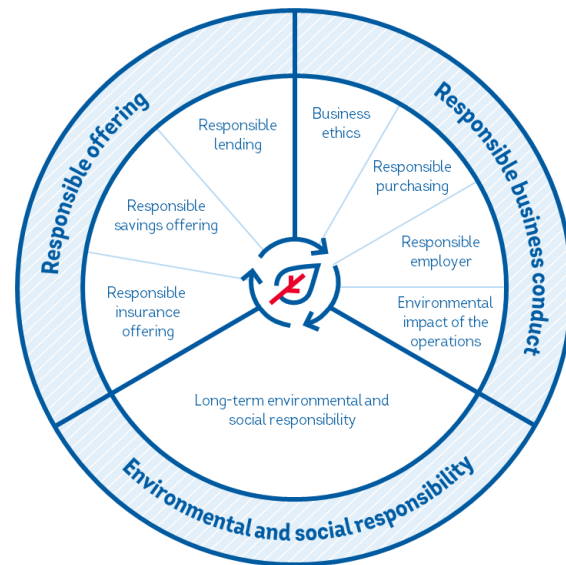 Responsible offering
Responsible
lending
Responsible
savings offering
Responsible
insurance
offering
Responsible business conduct
Business
ethics
Responsible
purchasing
Responsible
employer
Environmental
impact of the
operations
Long-term environmental and
social responsibility
Environmental and social responsibility